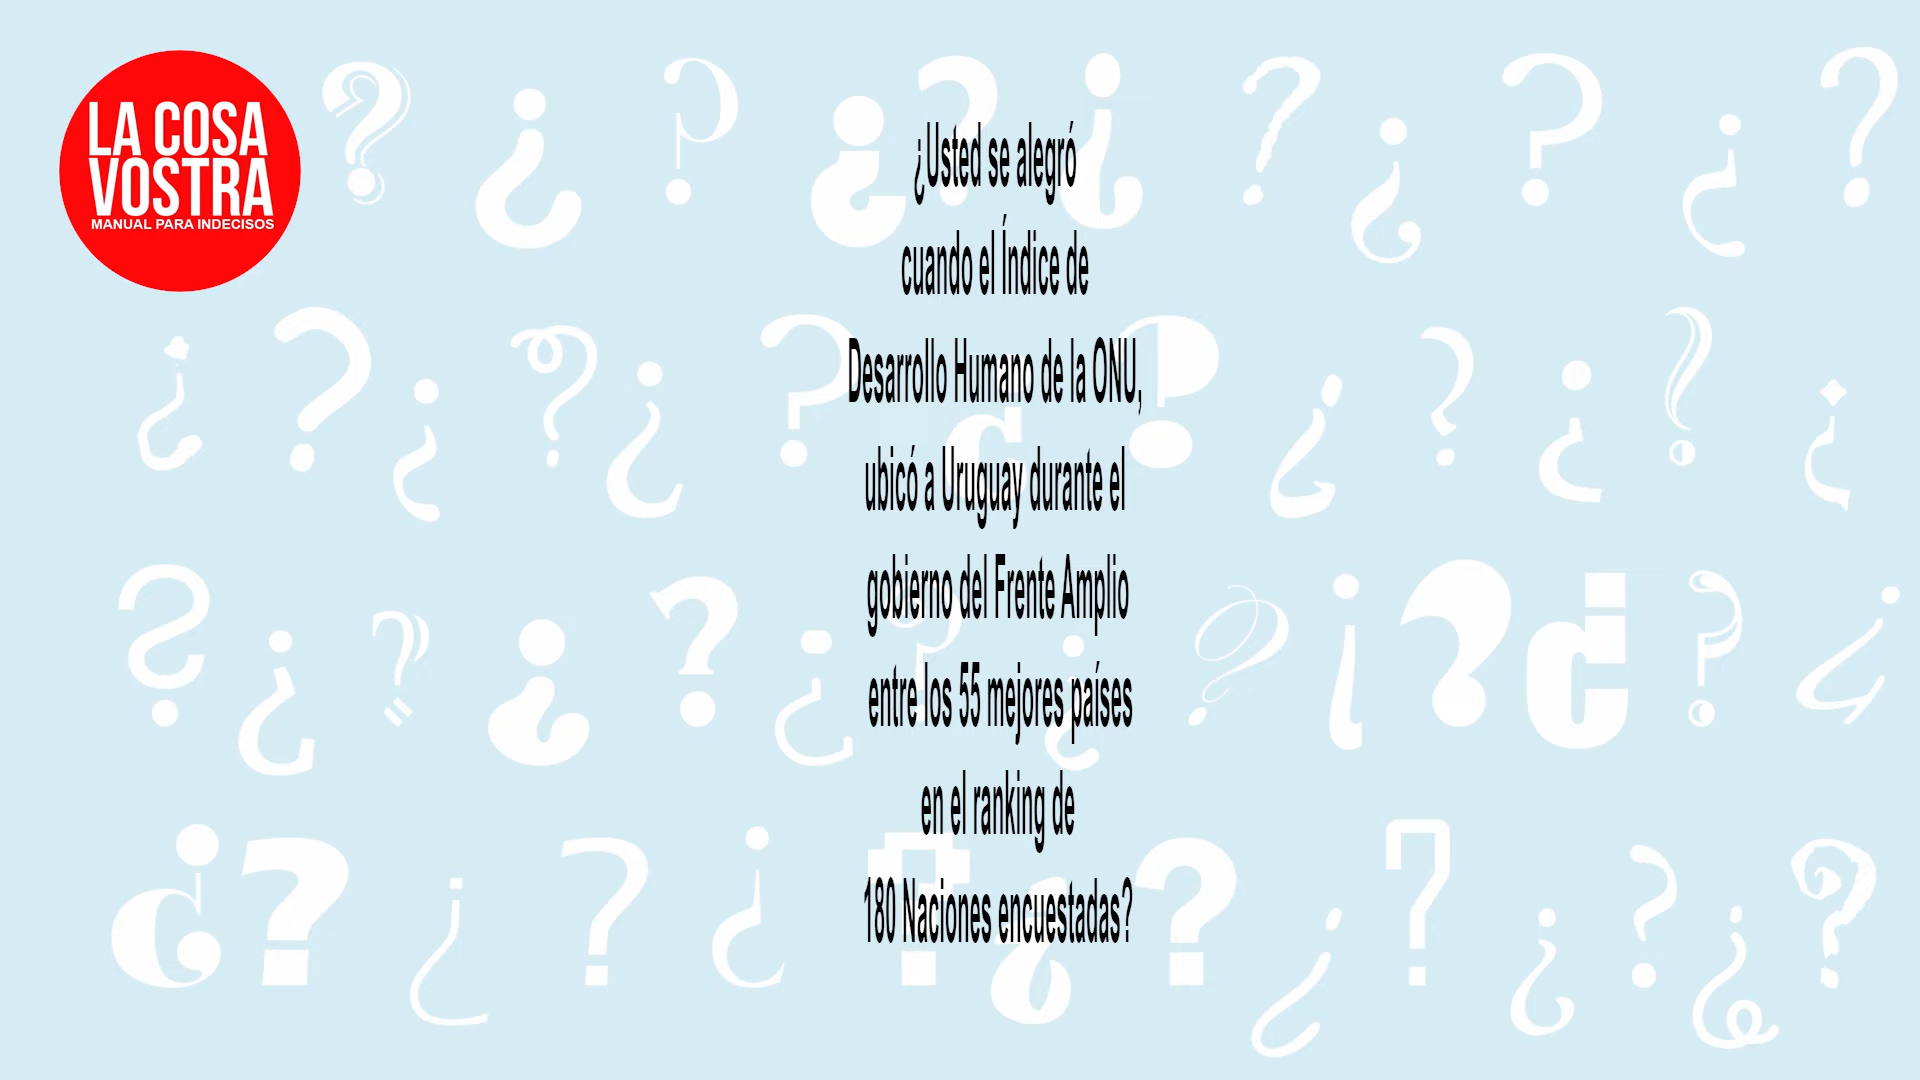 LA COSA
VOSTRA
MANUAL PARA INDECISOS
¿Usted se alegró
cuando el Índice de
Desarrollo Humano de la ONU,
ubicó a Uruguay durante el
gobierno del Frente Amplio
entre los 55 mejores países
en el ranking de
180 Naciones encuestadas?